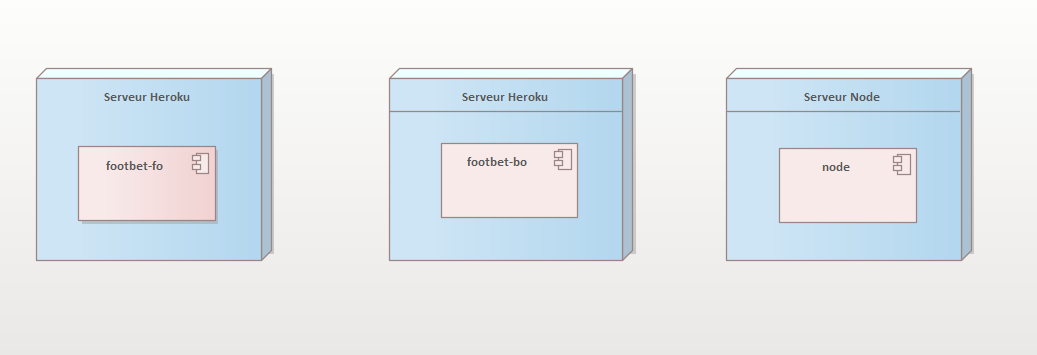 Serveur Heroku
footbet-fo
Serveur Heroku
footbet-bo
Serveur Node
node